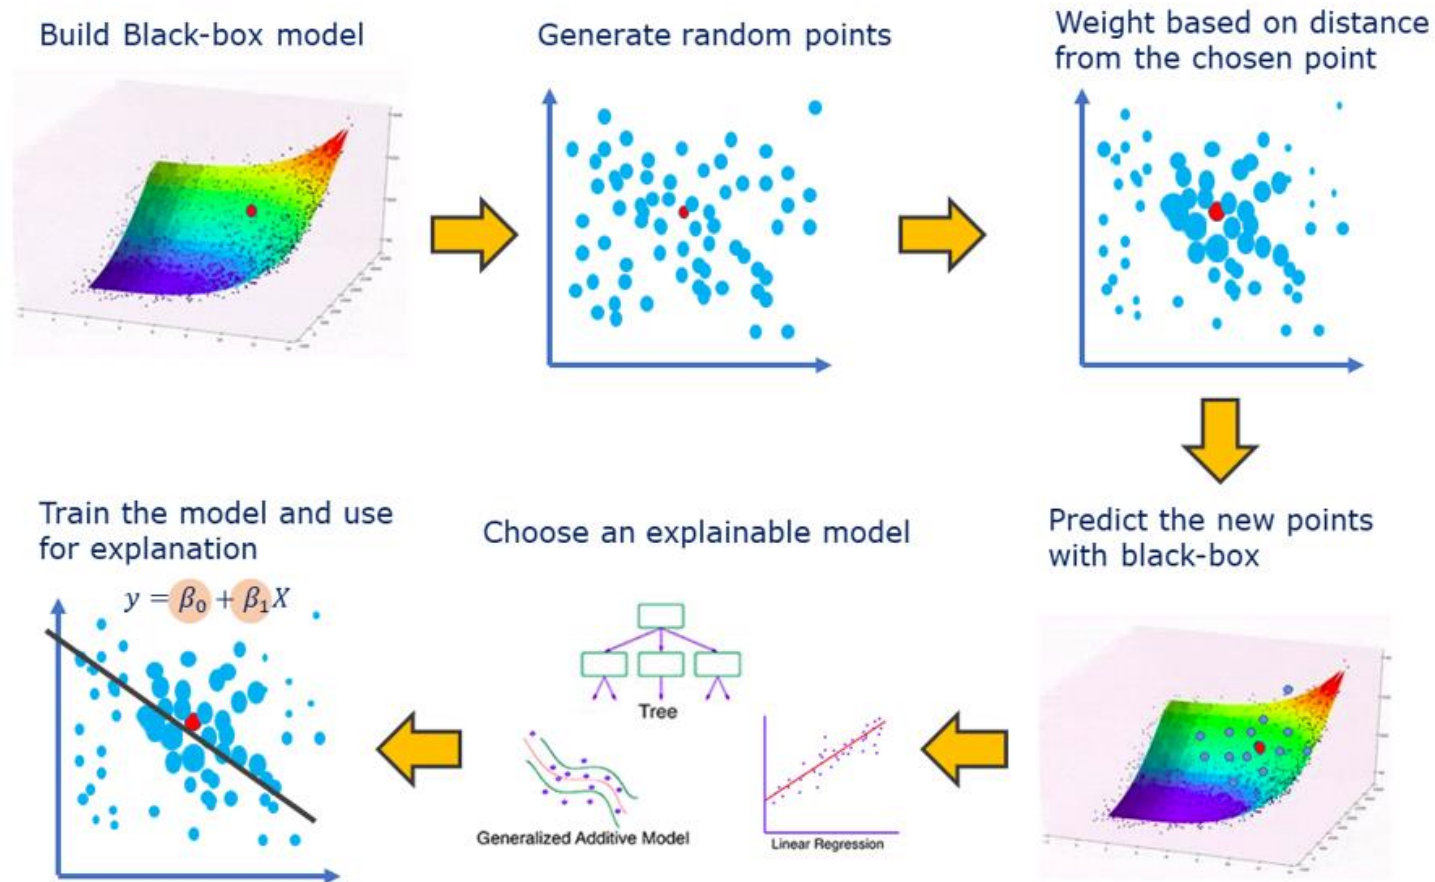 Build Black-box model
Generate random points
Weight based on distance
from the chosen point
Predict the new points
with black-box
Choose an explainable model
Tree
Generalized Additive Model
Linear Regression
Train the model and use
for explanation
y = β₀ + β₁X